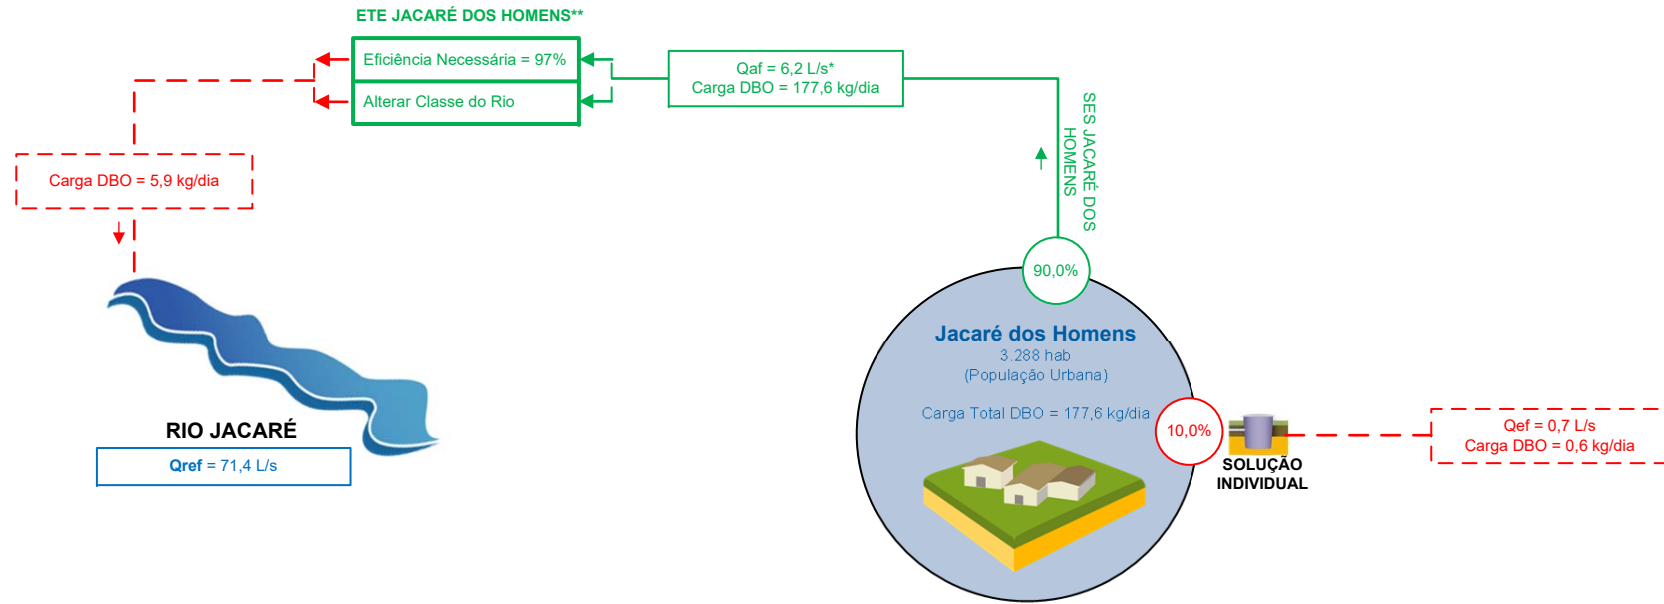 ETE JACARÉ DOS HOMENS**
Eficiência Necessária = 97%
Alterar Classe do Rio
Qaf = 6,2 L/s*
Carga DBO = 177,6 kg/dia
SES JACARÉ DOS
HOMENS
Carga DBO = 5,9 kg/dia
90,0%
Jacaré dos Homens
3.288 hab
(População Urbana)
Carga Total DBO = 177,6 kg/dia
10,0%
SOLUÇÃO
INDIVIDUAL
Qef = 0,7 L/s
Carga DBO = 0,6 kg/dia
RIO JACARÉ
Qref = 71,4 L/s